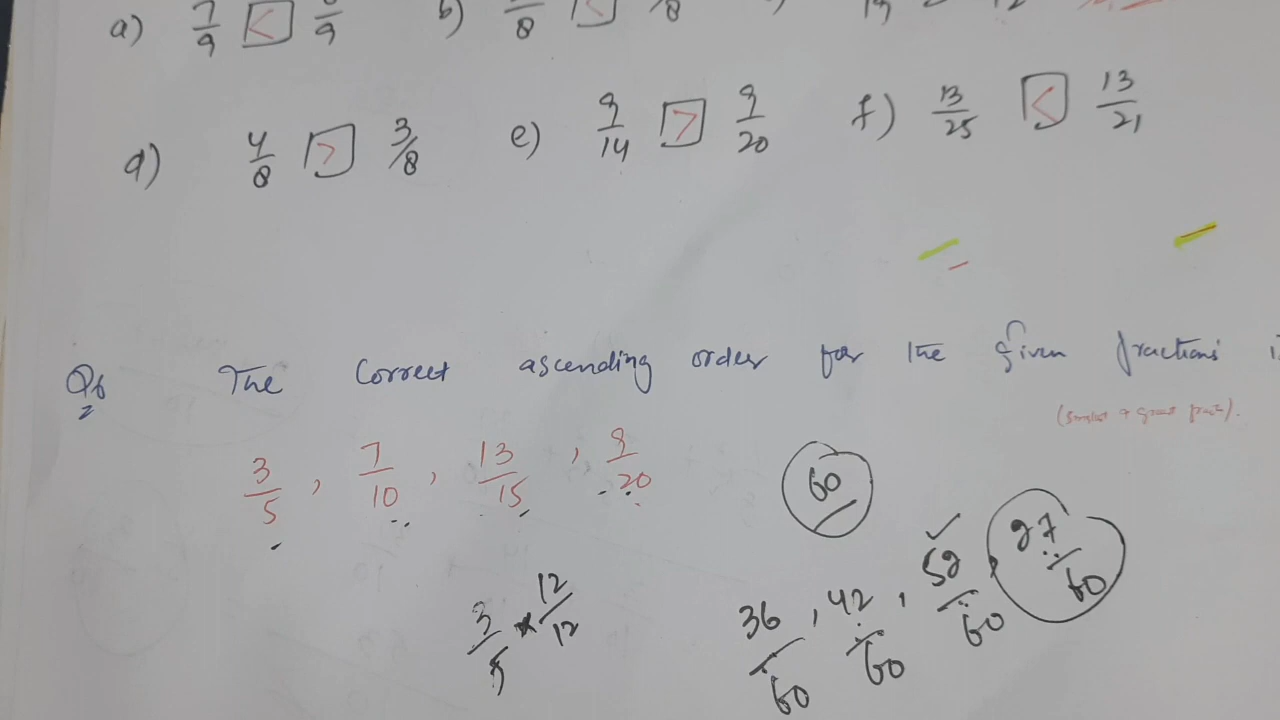 a) 7/9 < /9 b) /8 < /8
d) 4/8 > 3/8 e) 9/14 > 9/20 f) 13/25 < 13/21
Q6 The Correct ascending order for the given fractions
3/5 , 7/10 , 13/15 , 9/20
60
3/5 × 12/12
36/60 , 42/60 , 52/60 , 27/60